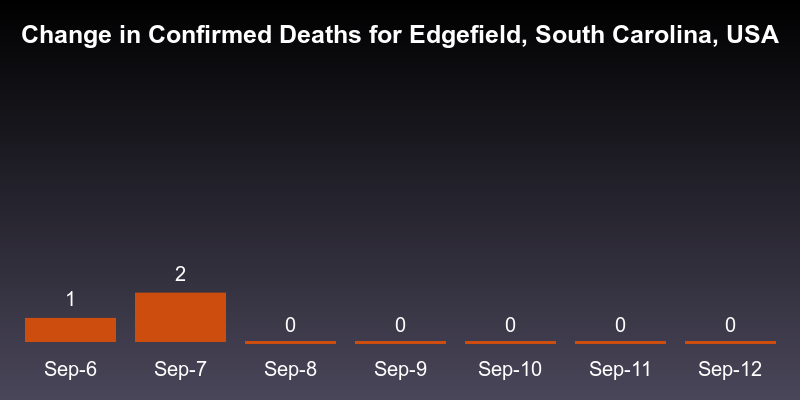 Change in Confirmed Deaths for Edgefield, South Carolina, USA
1 2 0 0 0 0 0
Sep-6 Sep-7 Sep-8 Sep-9 Sep-10 Sep-11 Sep-12